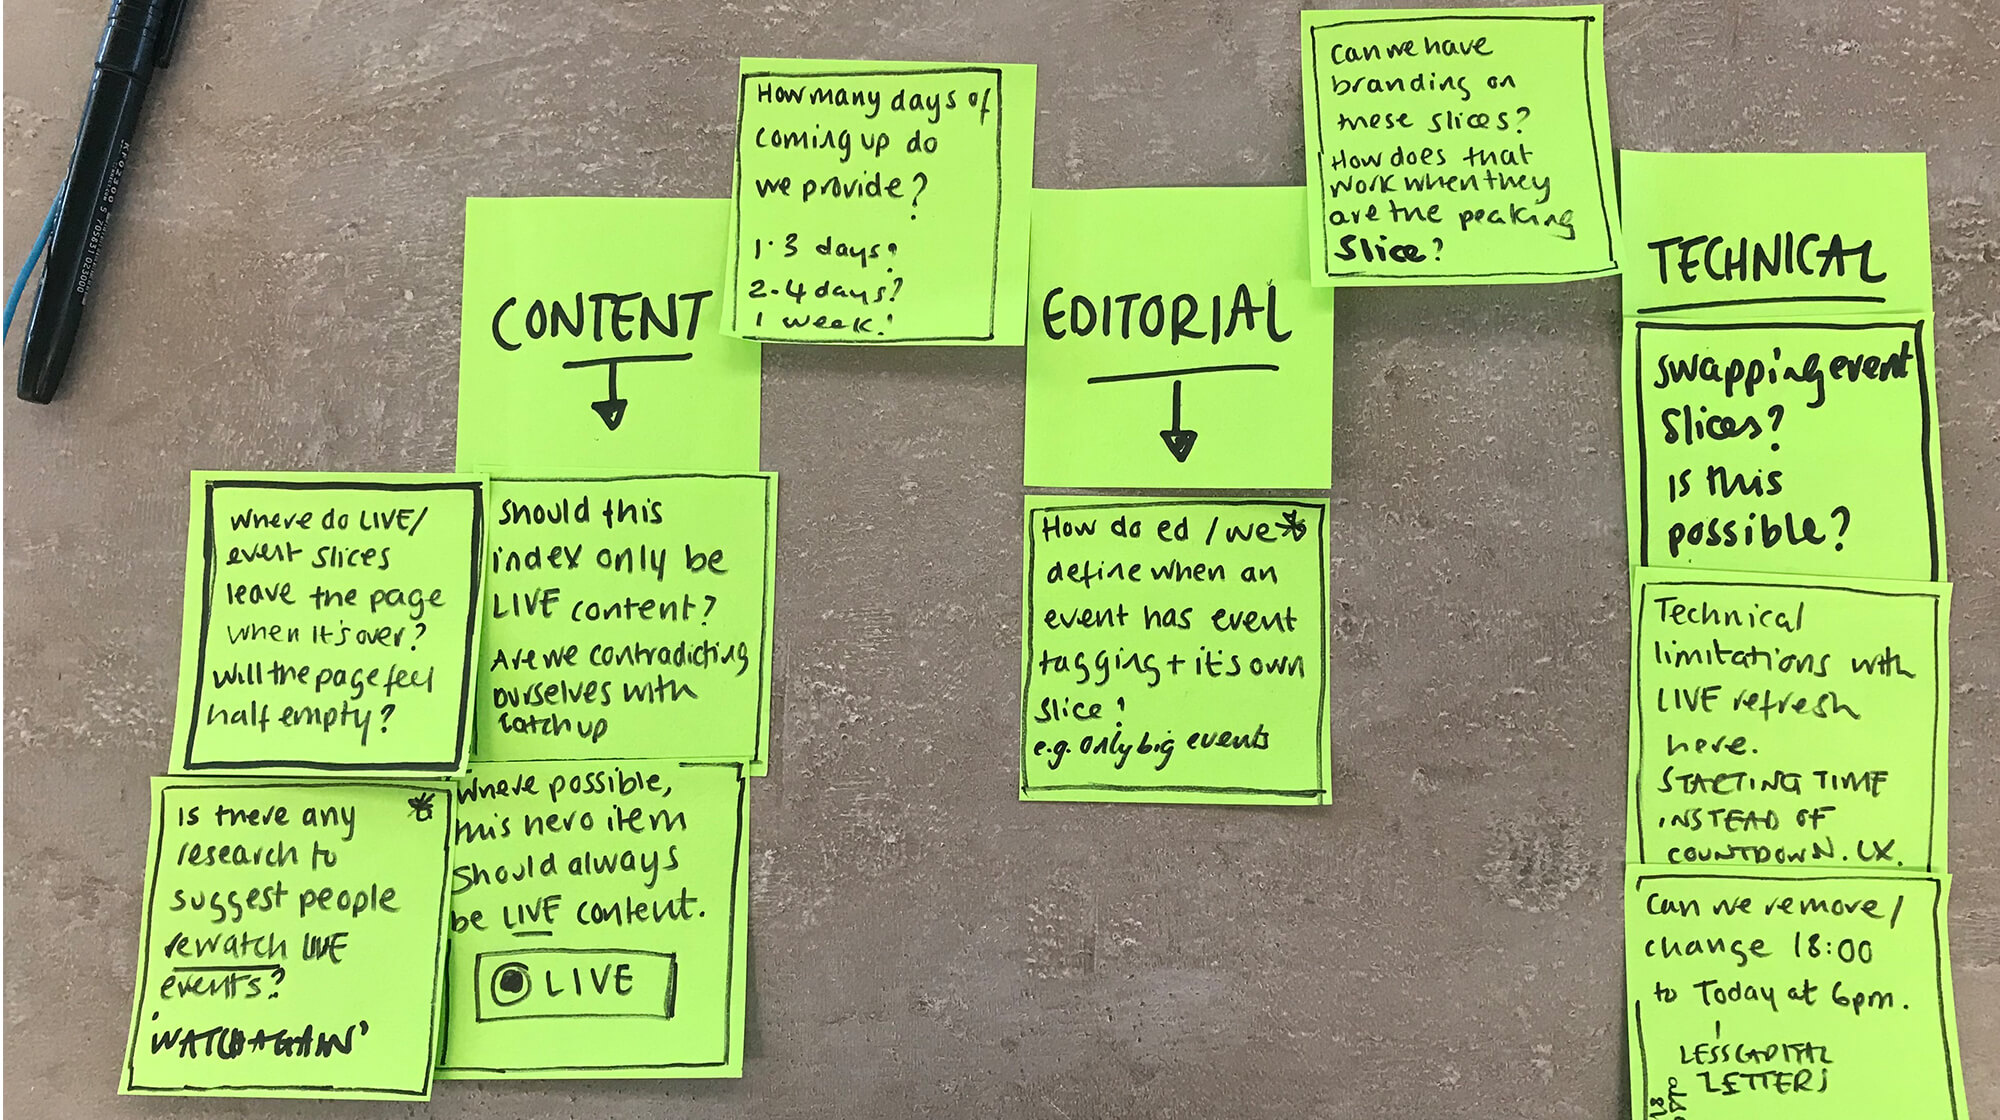 CONTENT
How many days of
coming up do
we provide?
1.3 days?
2-4 days?
1 week?
EDITORIAL
Can we have
branding on
these slices?
How does that
work when they
are the peaking
slice?
TECHNICAL
Where do LIVE/
event slices
leave the page
when it's over?
Will the page feel
half empty?
Should this
index only be
LIVE content?
Are we contradicting
ourselves with
catch up
Is there any
research to
suggest people
rewatch LIVE
events?
'WATCH AGAIN'
Where possible,
this hero item
should always
be LIVE content.
LIVE
How do ed / we
define when an
event has event
tagging + it's own
slice?
e.g. only big events
swapping event
slices?
Is this
possible?
Technical
limitations with
LIVE refresh
here.
STARTING TIME
INSTEAD OF
COUNTDOWN. UX.
Can we remove /
change 18:00
to Today at 6pm.
LESS CAPITAL
LETTERS